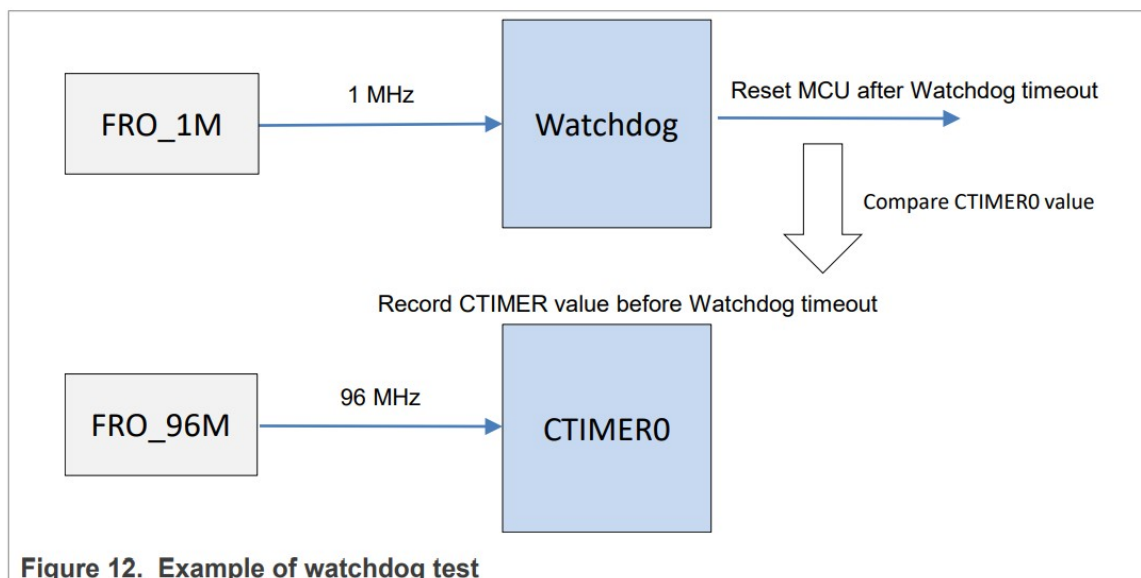 1 MHz
FRO_1M
Watchdog
Reset MCU after Watchdog timeout
Compare CTIMER0 value
Record CTIMER value before Watchdog timeout
96 MHz
FRO_96M
CTIMER0
Figure 12. Example of watchdog test